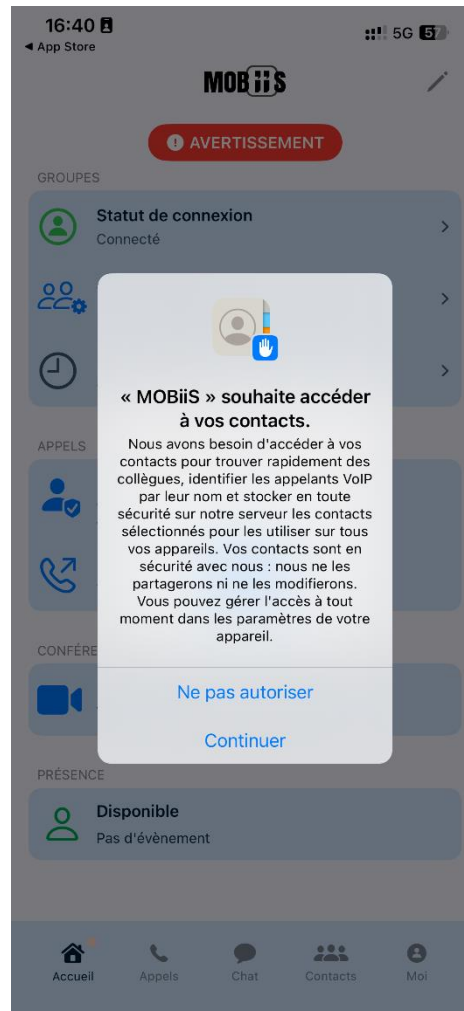 16:40
5G 57
◀ App Store
MOBiiS
AVERTISSEMENT
GROUPES
Statut de connexion
Connecté
« MOBiiS » souhaite accéder
à vos contacts.
Nous avons besoin d'accéder à vos
contacts pour trouver rapidement des
collègues, identifier les appelants VoIP
par leur nom et stocker en toute
sécurité sur notre serveur les contacts
sélectionnés pour les utiliser sur tous
vos appareils. Vos contacts sont en
sécurité avec nous : nous ne les
partagerons ni ne les modifierons.
Vous pouvez gérer l'accès à tout
moment dans les paramètres de votre
appareil.
Ne pas autoriser
Continuer
APPELS
CONFÉRE
PRÉSENCE
Disponible
Pas d'évènement
Accueil
Appels
Chat
Contacts
Moi